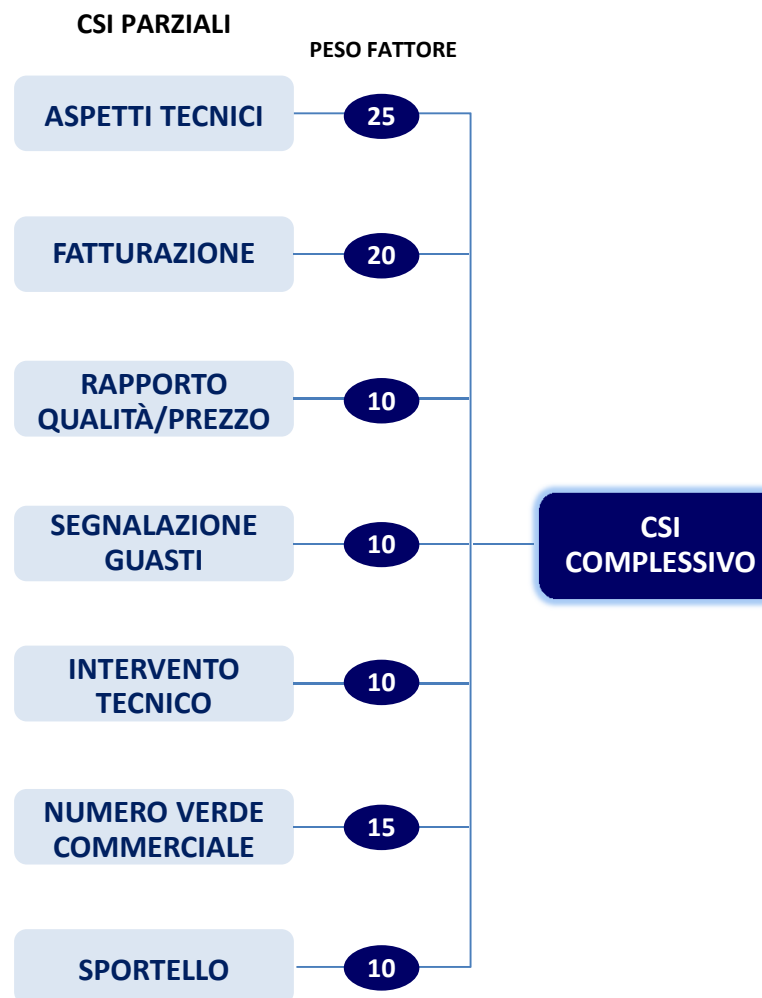 CSI PARZIALI
PESO FATTORE
ASPETTI TECNICI
25
FATTURAZIONE
20
RAPPORTO
QUALITÀ/PREZZO
10
SEGNALAZIONE
GUASTI
10
CSI
COMPLESSIVO
INTERVENTO
TECNICO
10
NUMERO VERDE
COMMERCIALE
15
SPORTELLO
10